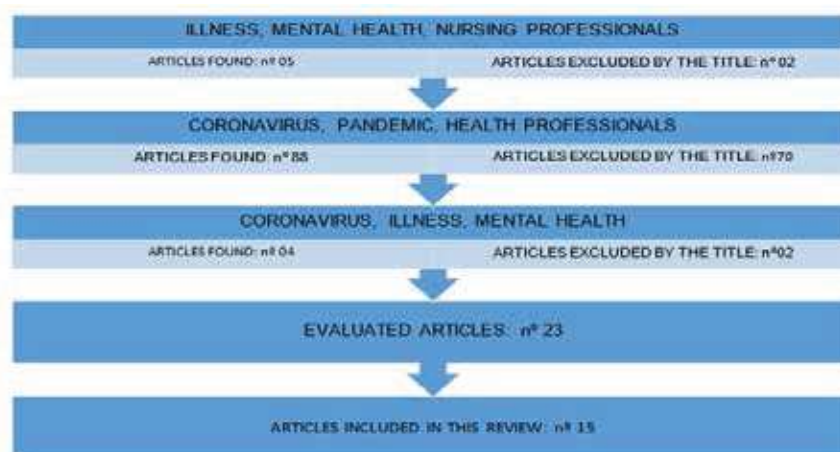 ILLNESS, MENTAL HEALTH, NURSING PROFESSIONALS
ARTICLES FOUND: nº 05 ARTICLES EXCLUDED BY THE TITLE: nº 02
CORONAVIRUS, PANDEMIC, HEALTH PROFESSIONALS
ARTICLES FOUND: nº 88 ARTICLES EXCLUDED BY THE TITLE: nº70
CORONAVIRUS, ILLNESS, MENTAL HEALTH
ARTICLES FOUND: nº 04 ARTICLES EXCLUDED BY THE TITLE: nº02
EVALUATED ARTICLES: nº 23
ARTICLES INCLUDED IN THIS REVIEW: nº 15